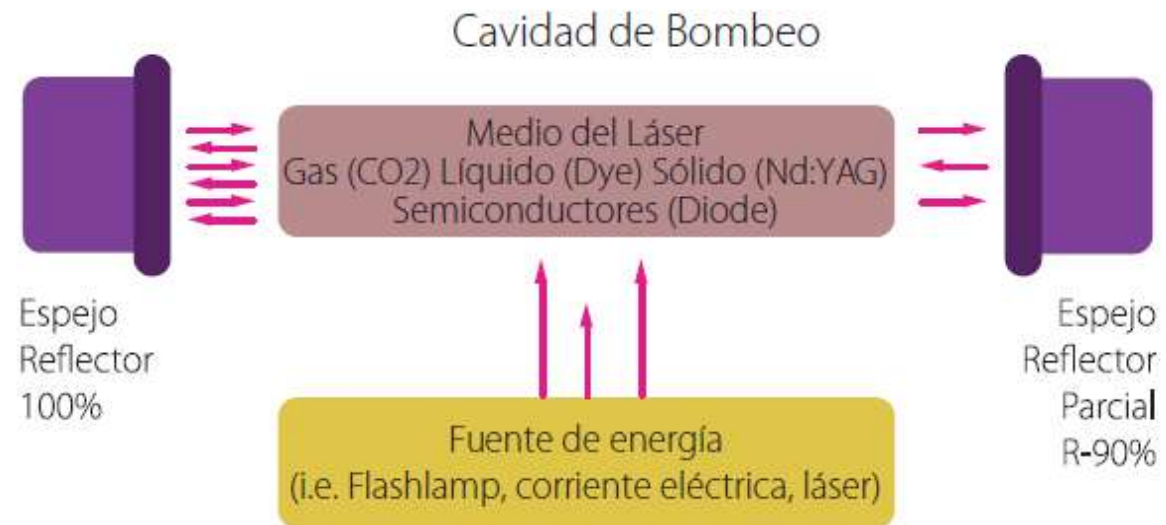 Cavidad de Bombeo
Medio del Láser
Gas (CO2) Líquido (Dye) Sólido (Nd:YAG)
Semiconductores (Diode)
Espejo
Reflector
100%
Espejo
Reflector
Parcial
R-90%
Fuente de energía
(i.e. Flashlamp, corriente eléctrica, láser)